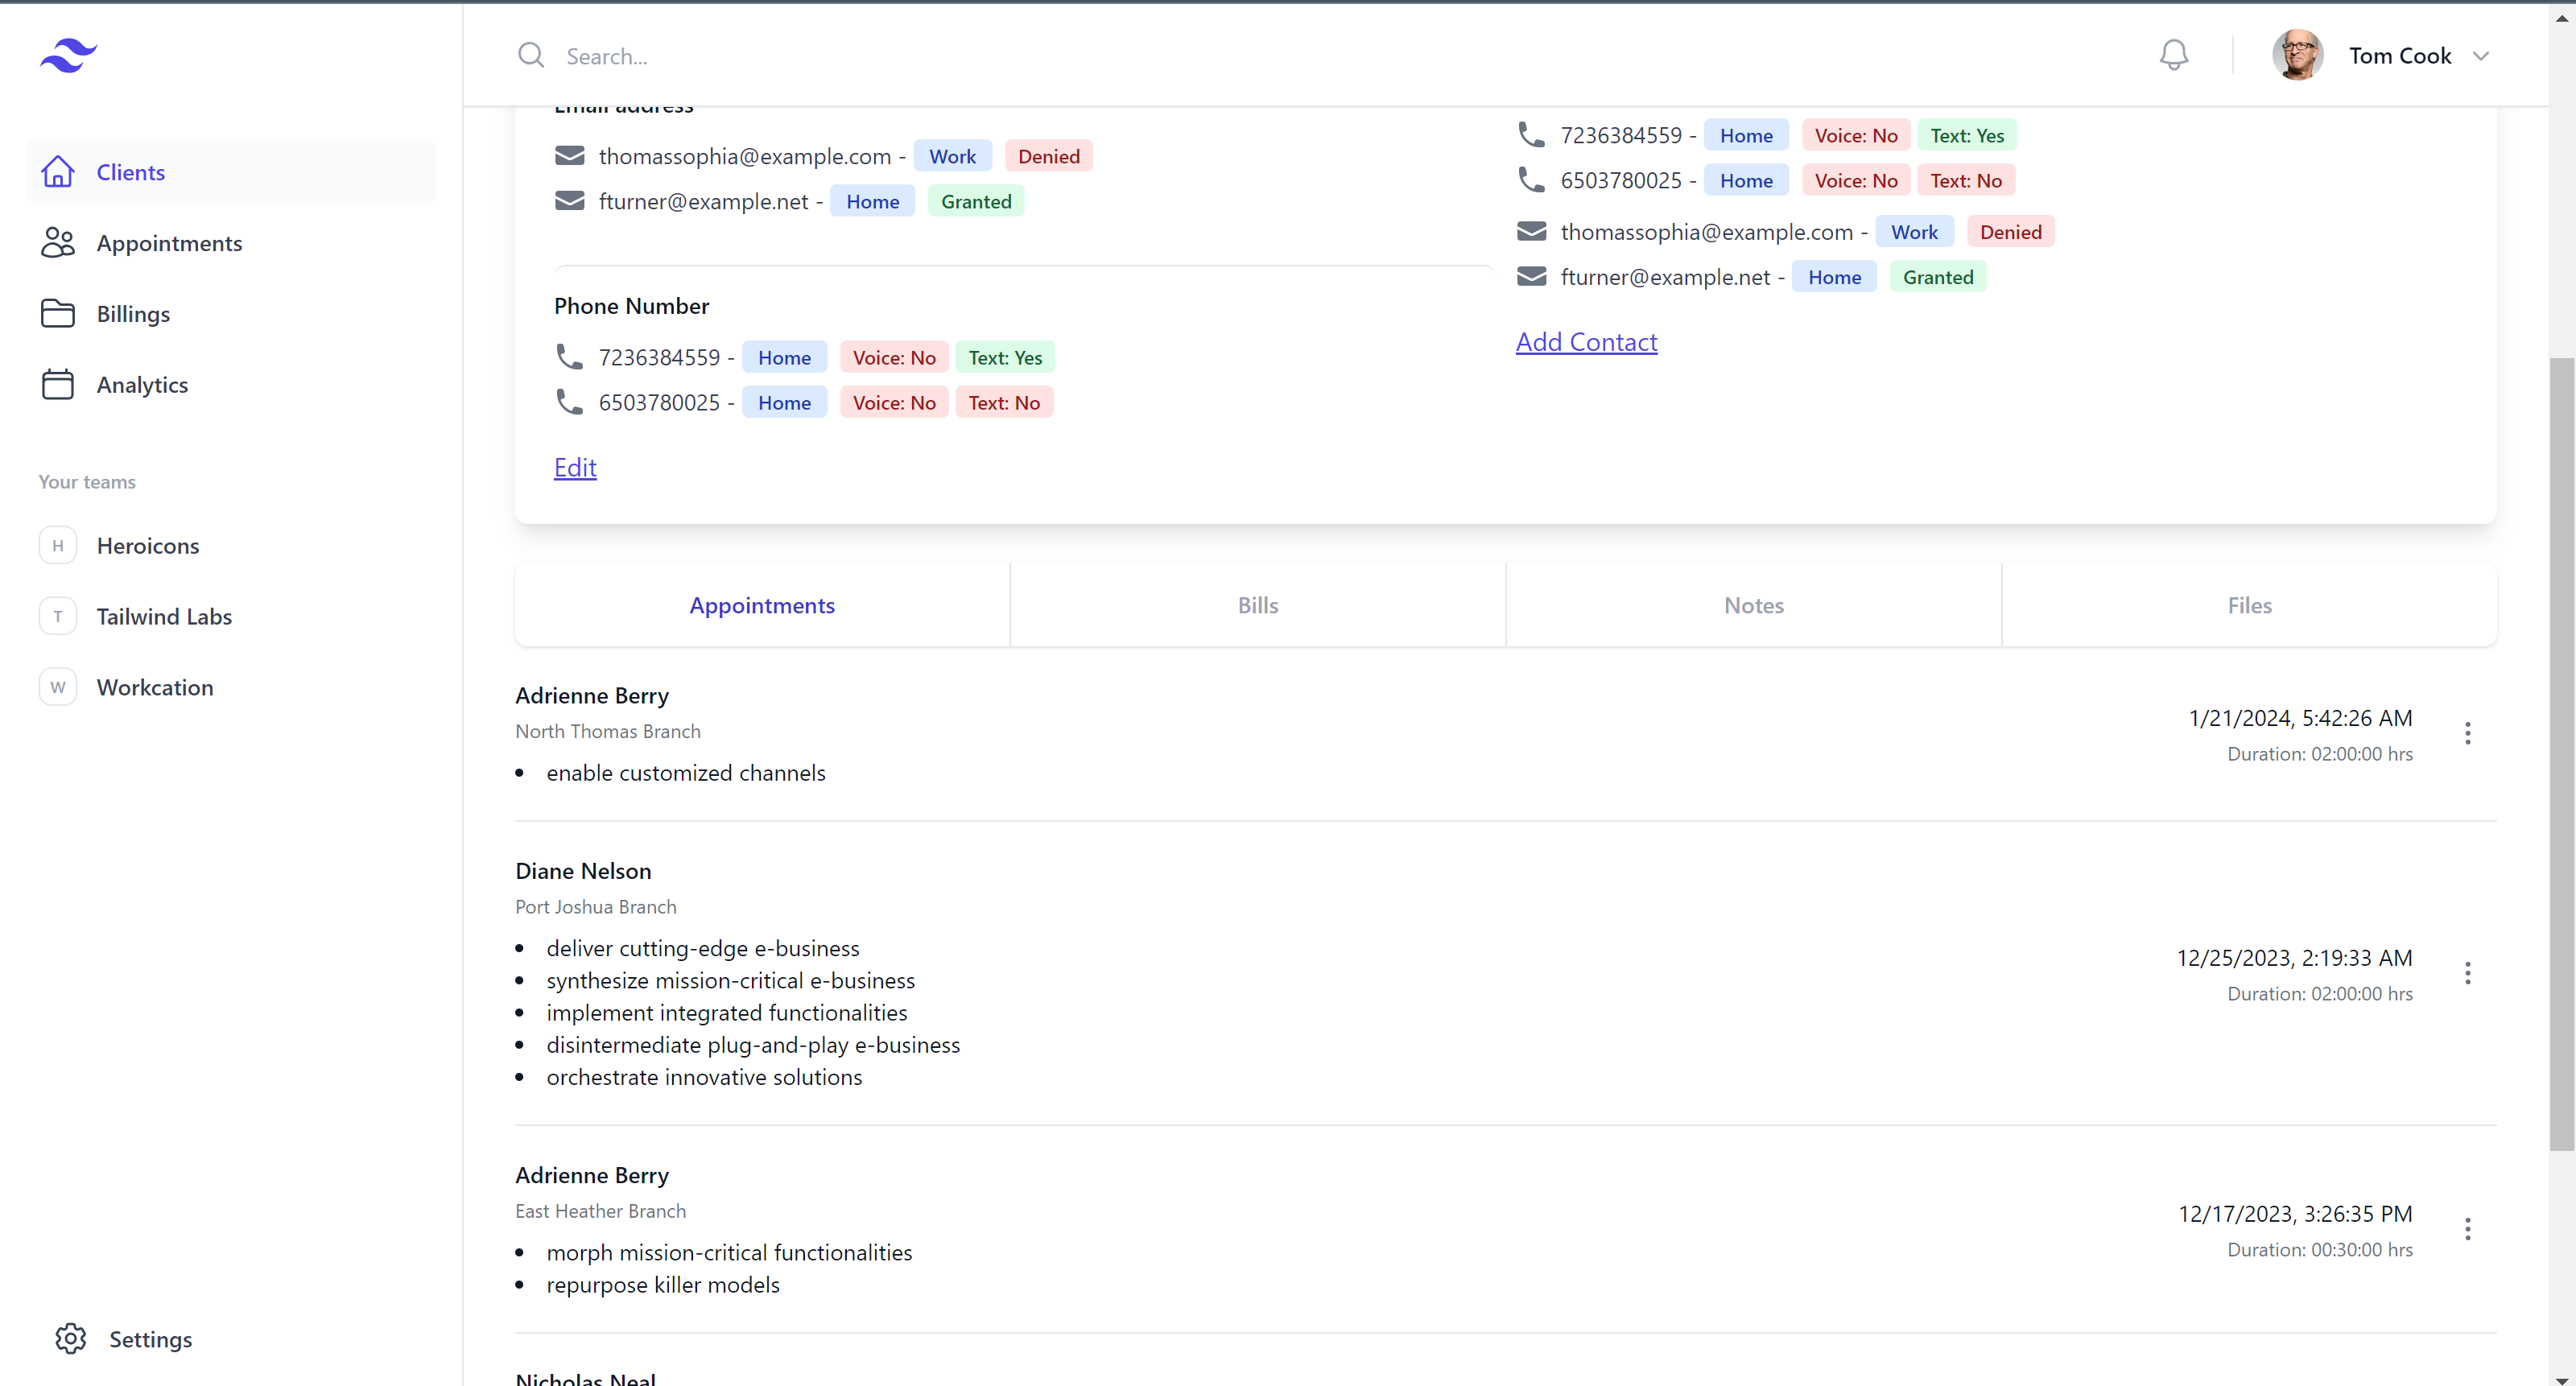 Search...
Tom Cook
Clients
Appointments
Billings
Analytics
Your teams
H Heroicons
T Tailwind Labs
W Workcation
Settings
Email address
thomassophia@example.com - Work Denied
fturner@example.net - Home Granted
Phone Number
7236384559 - Home Voice: No Text: Yes
6503780025 - Home Voice: No Text: No
Edit
7236384559 - Home Voice: No Text: Yes
6503780025 - Home Voice: No Text: No
thomassophia@example.com - Work Denied
fturner@example.net - Home Granted
Add Contact
Appointments Bills Notes Files
Adrienne Berry
North Thomas Branch
• enable customized channels
1/21/2024, 5:42:26 AM
Duration: 02:00:00 hrs
Diane Nelson
Port Joshua Branch
• deliver cutting-edge e-business
• synthesize mission-critical e-business
• implement integrated functionalities
• disintermediate plug-and-play e-business
• orchestrate innovative solutions
12/25/2023, 2:19:33 AM
Duration: 02:00:00 hrs
Adrienne Berry
East Heather Branch
• morph mission-critical functionalities
• repurpose killer models
12/17/2023, 3:26:35 PM
Duration: 00:30:00 hrs
Nicholas Neal